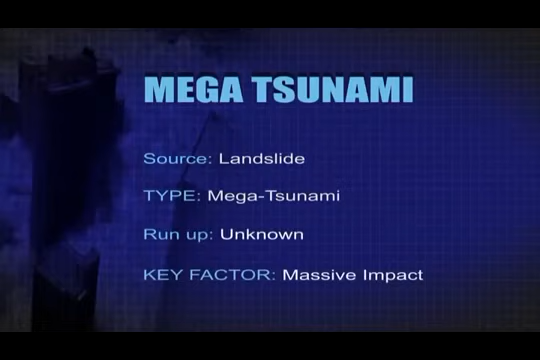 MEGA TSUNAMI
Source: Landslide
TYPE: Mega-Tsunami
Run up: Unknown
KEY FACTOR: Massive Impact